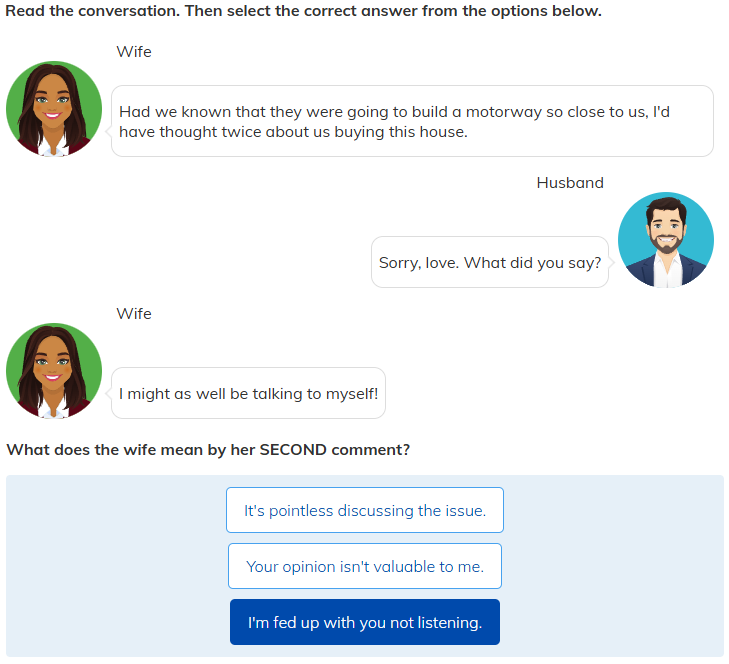 Read the conversation. Then select the correct answer from the options below.
Wife
Had we known that they were going to build a motorway so close to us, I'd
have thought twice about us buying this house.
Husband
Sorry, love. What did you say?
Wife
I might as well be talking to myself!
What does the wife mean by her SECOND comment?
It's pointless discussing the issue.
Your opinion isn't valuable to me.
I'm fed up with you not listening.